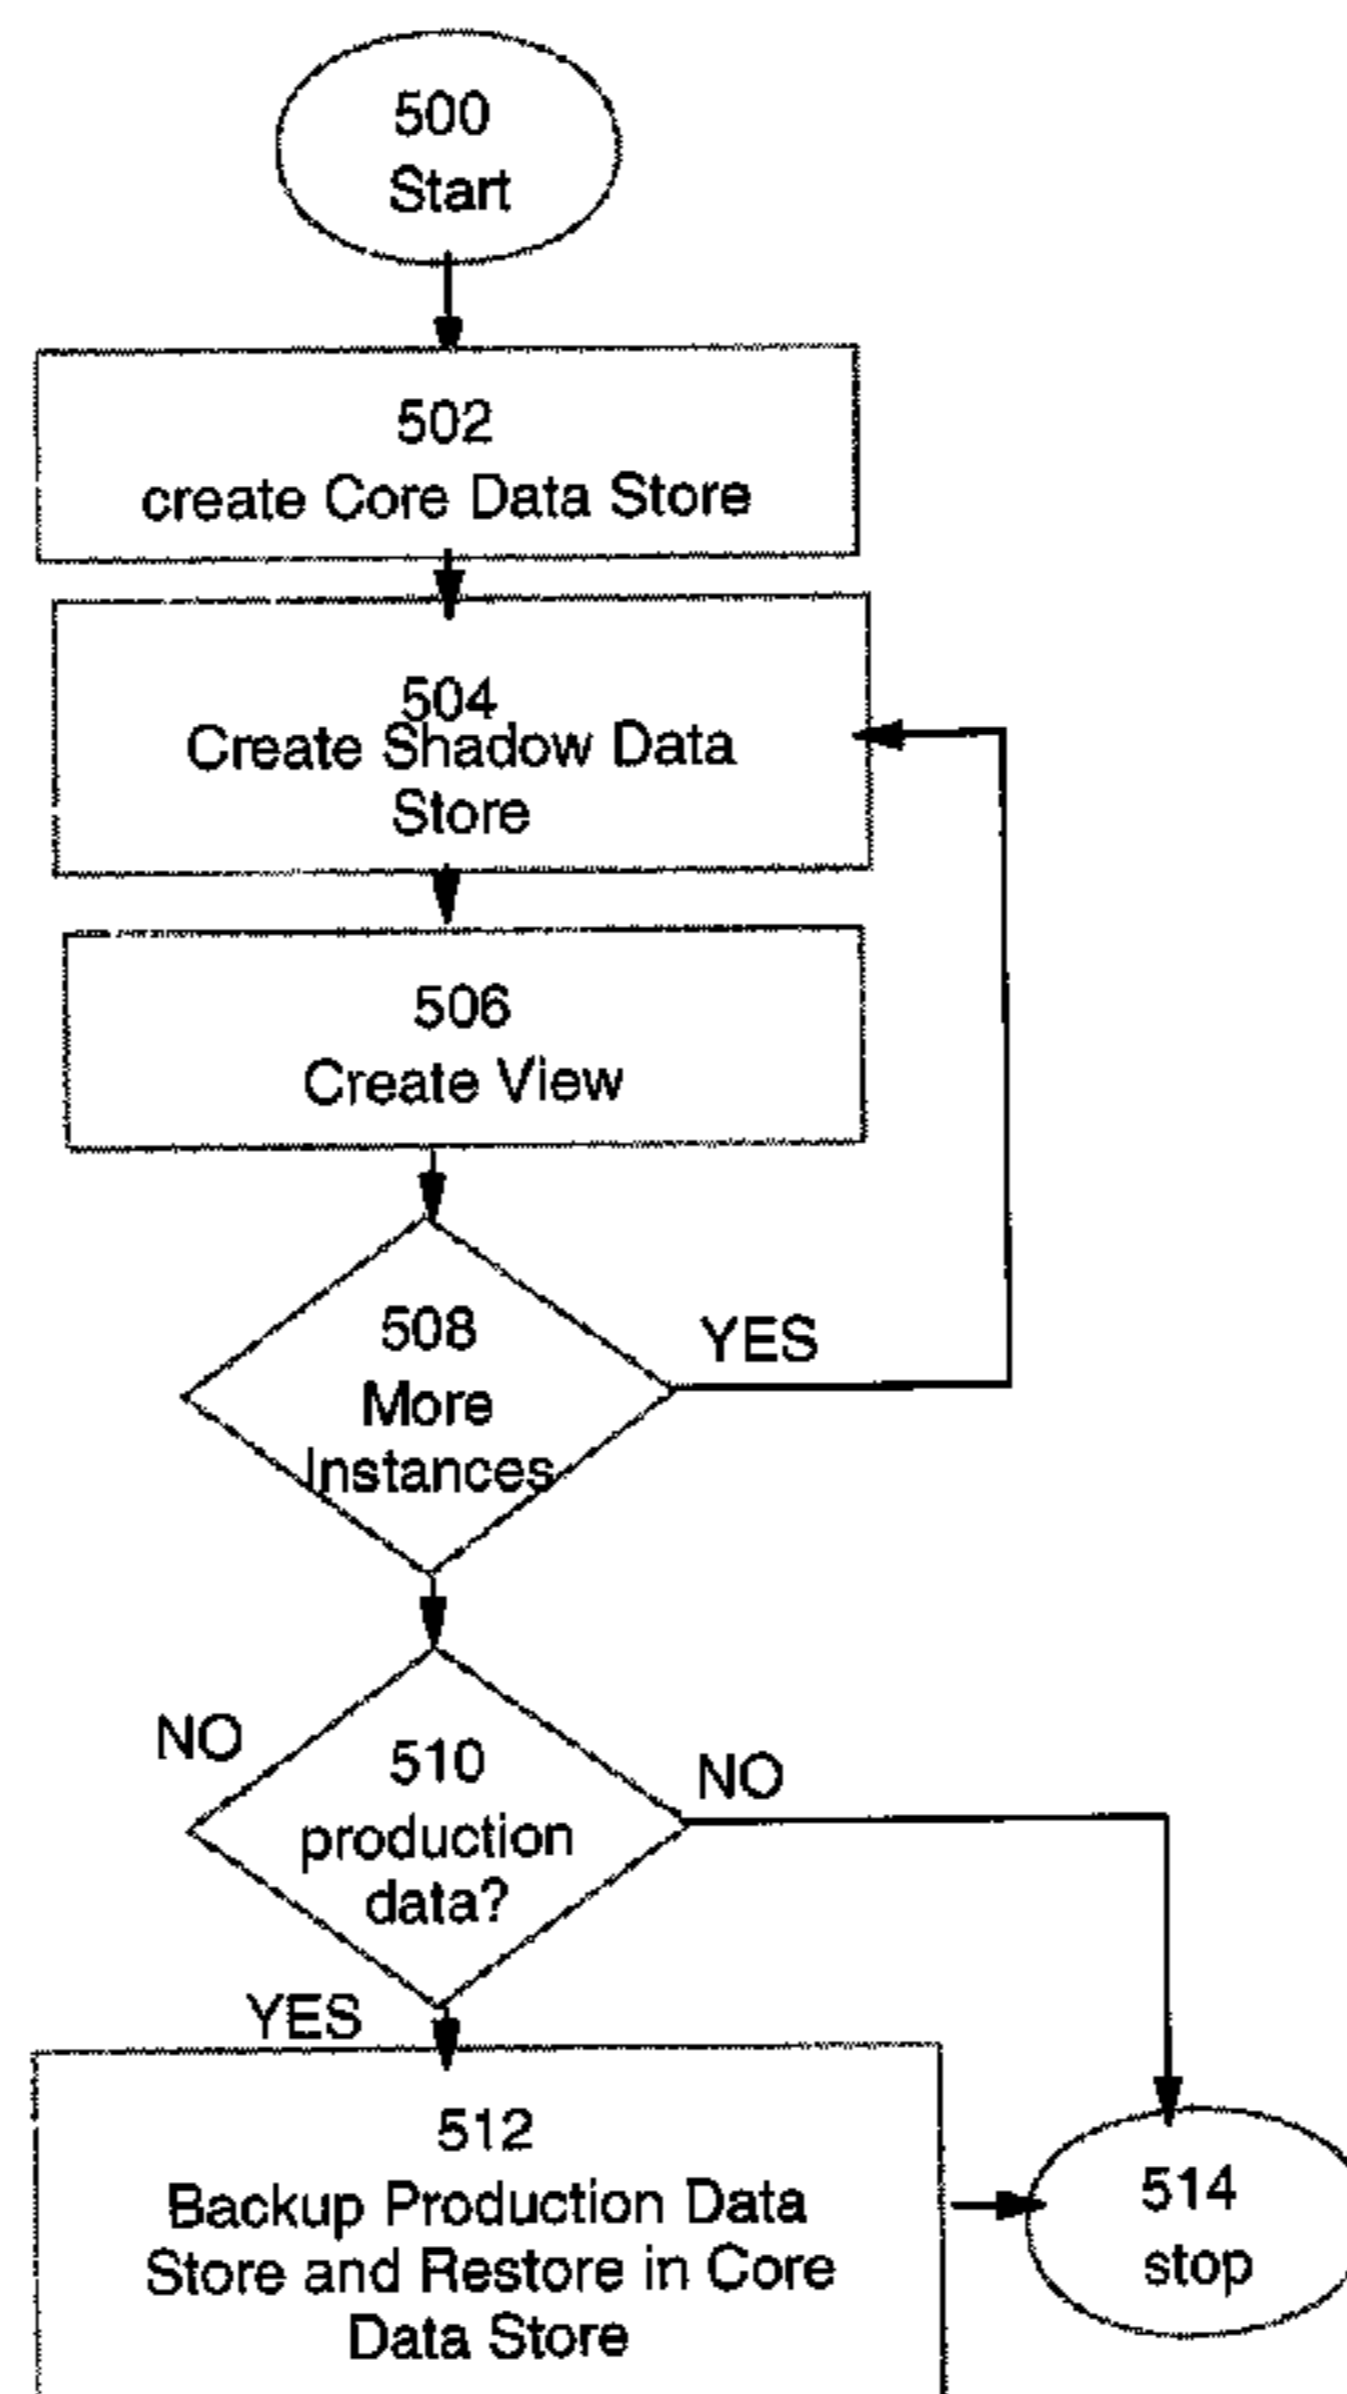 500
Start
502
create Core Data Store
504
Create Shadow Data
Store
506
Create View
508
More
Instances
YES
NO
510
production
data?
NO
YES
512
Backup Production Data
Store and Restore in Core
Data Store
514
stop